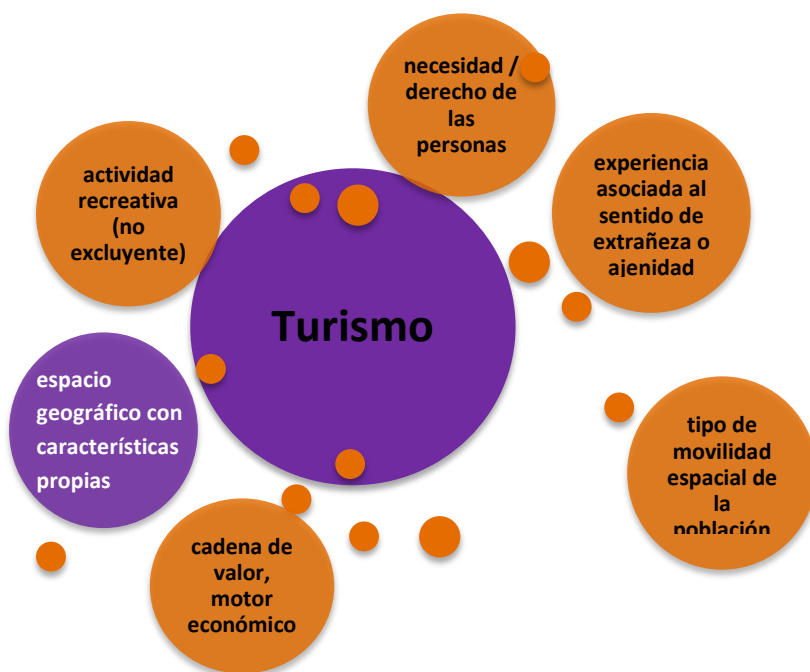 necesidad /
derecho de
las
personas
experiencia
asociada al
sentido de
extrañeza o
ajenidad
actividad
recreativa
(no
excluyente)
Turismo
espacio
geográfico con
características
propias
tipo de
movilidad
espacial de
la
población
cadena de
valor,
motor
económico